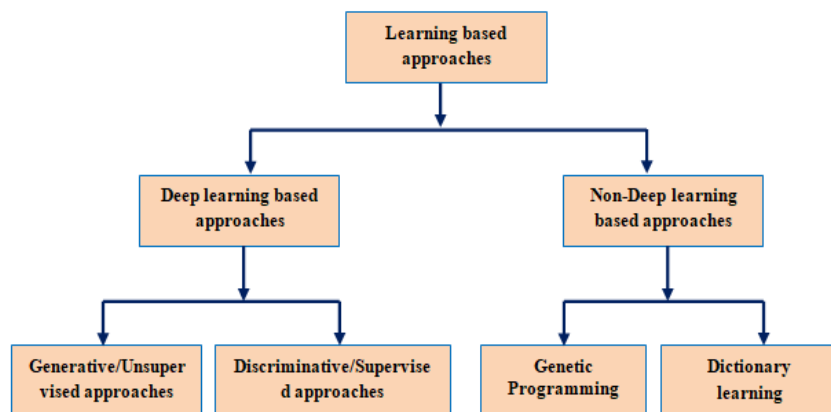 Learning based
approaches
Deep learning based
approaches
Non-Deep learning
based approaches
Generative/Unsuper
vised approaches
Discriminative/Supervise
d approaches
Genetic
Programming
Dictionary
learning